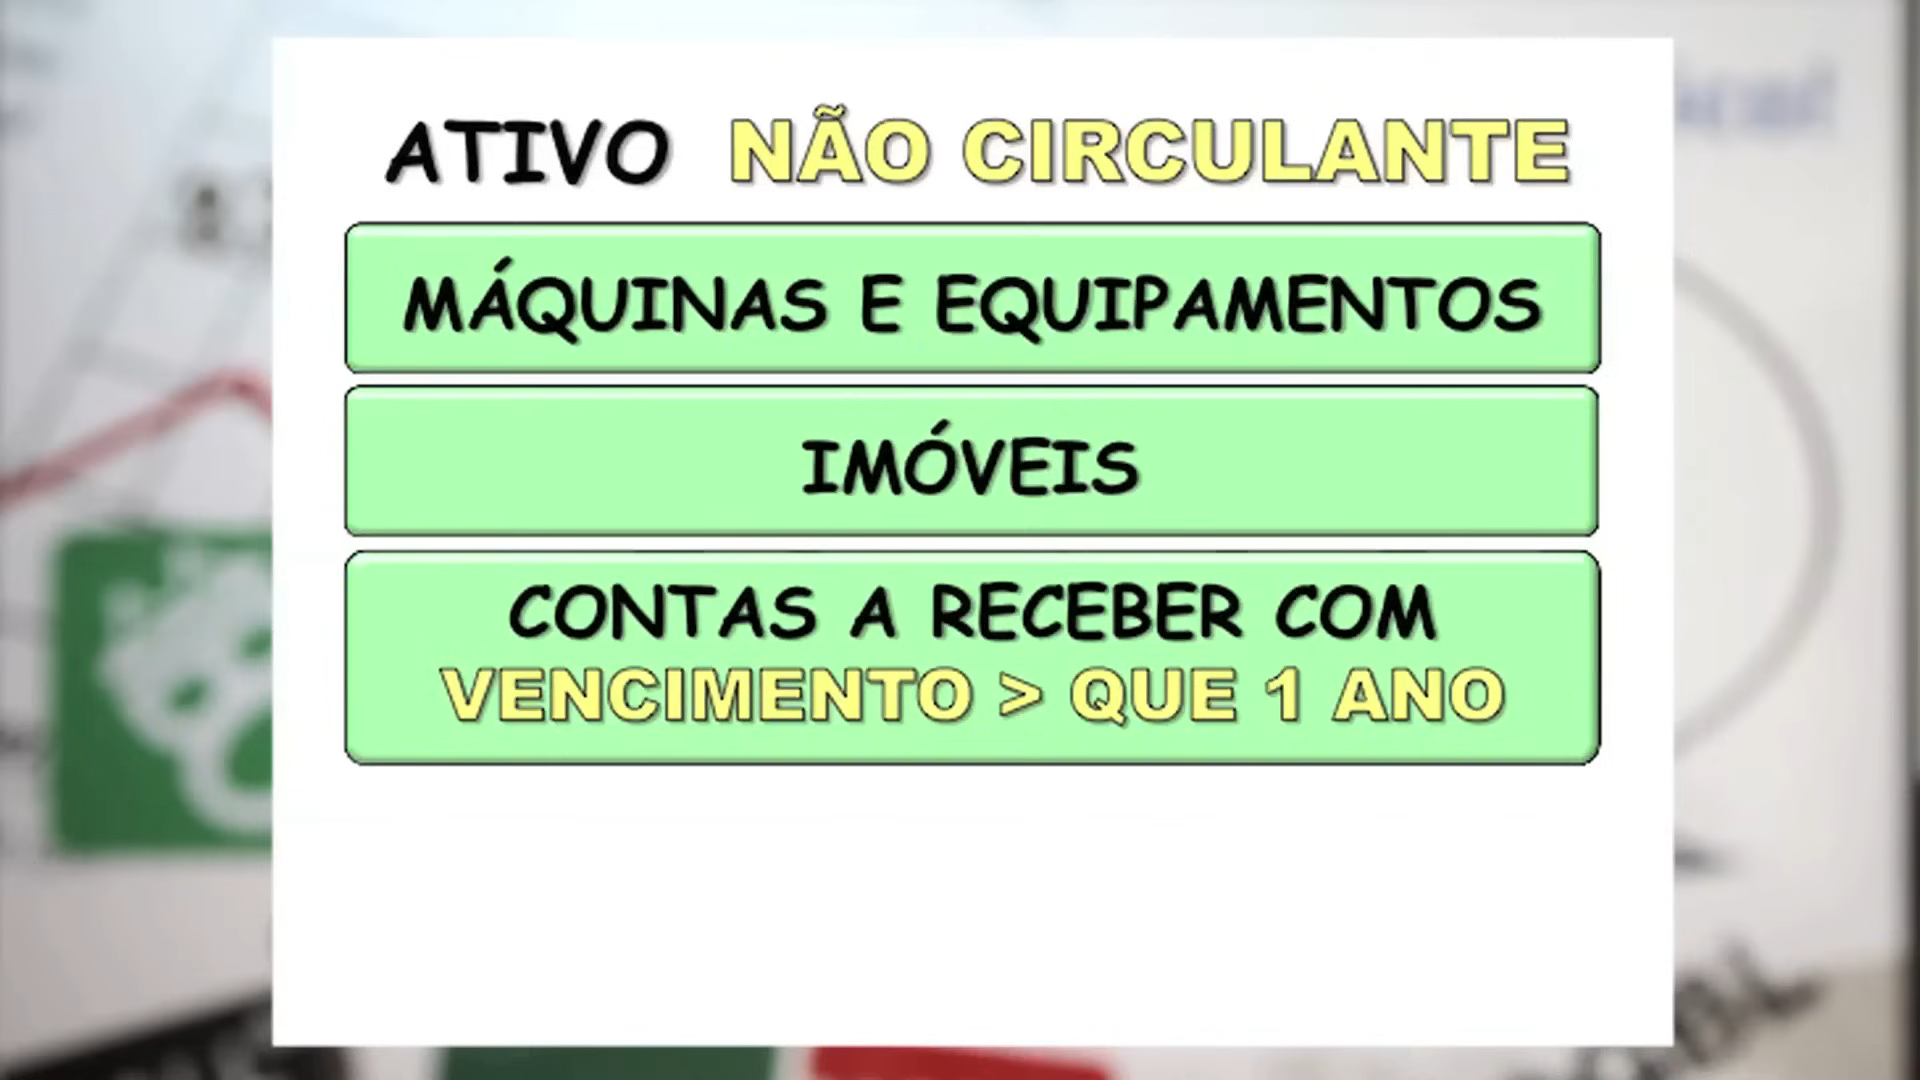 ATIVO NÃO CIRCULANTE
MÁQUINAS E EQUIPAMENTOS
IMÓVEIS
CONTAS A RECEBER COM
VENCIMENTO > QUE 1 ANO